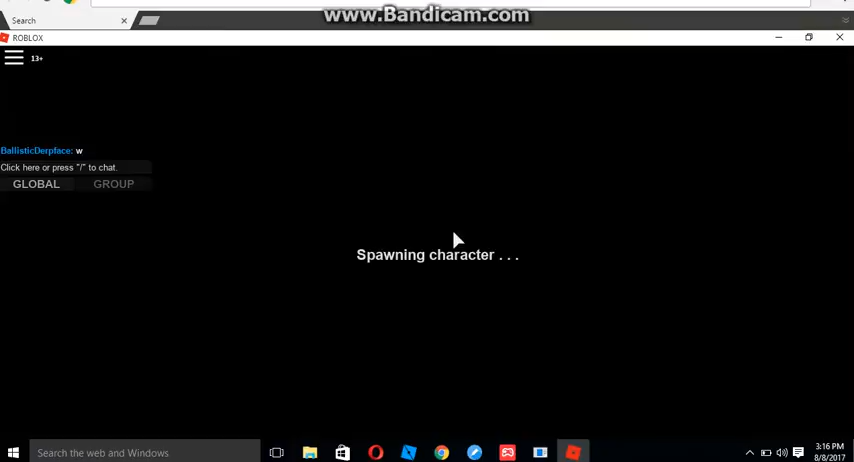 www.Bandicam.com
Search
ROBLOX
13+
BallisticDerpface: w
Click here or press "/" to chat.
GLOBAL GROUP
Spawning character . . .
Search the web and Windows
3:16 PM
8/8/2017